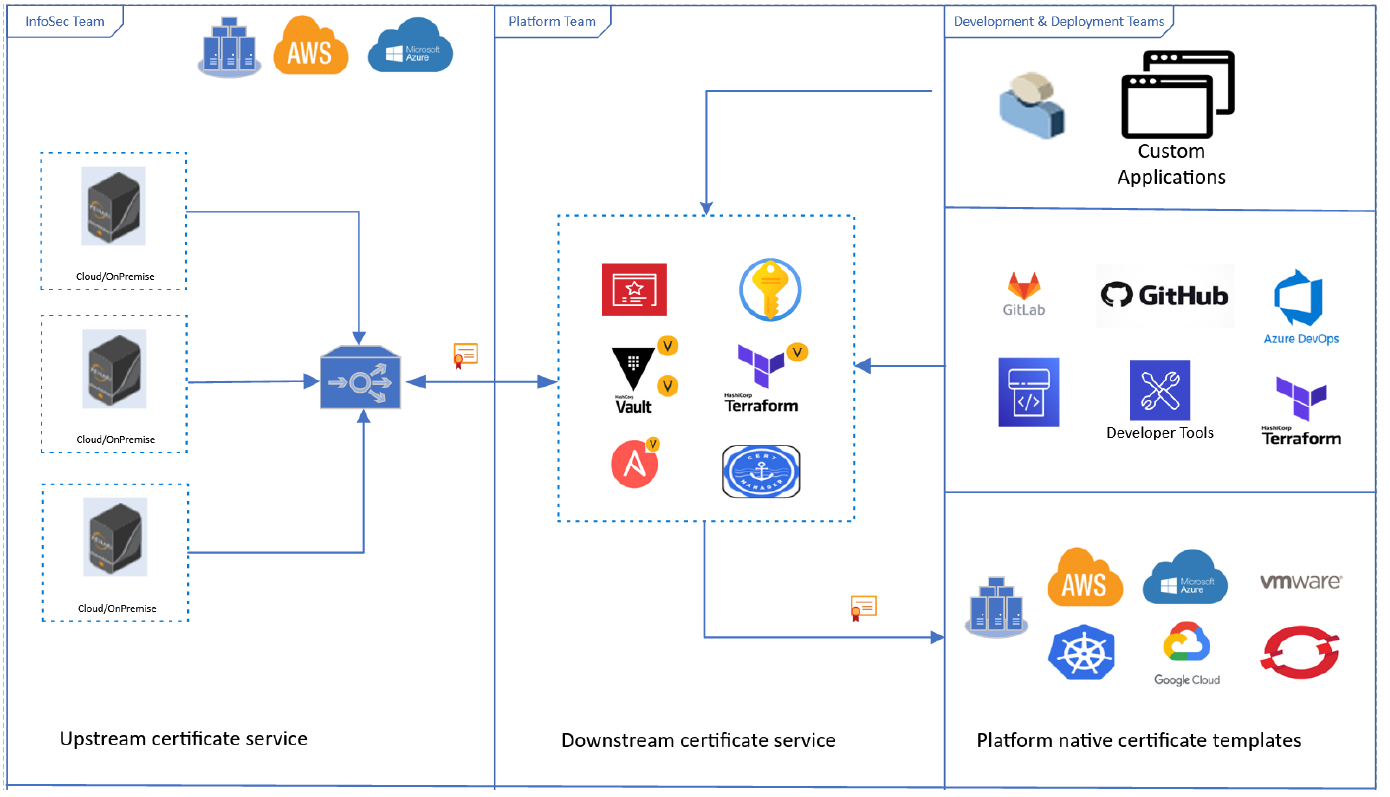 InfoSec Team
AWS
Microsoft
Azure
Cloud/OnPremise
Cloud/OnPremise
Cloud/OnPremise
Upstream certificate service
Platform Team
V
V
HashiCorp
Vault
V
HashiCorp
Terraform
V
CERT
MANAGER
Downstream certificate service
Development & Deployment Teams
Custom
Applications
GitLab
GitHub
Azure DevOps
</>
Developer Tools
HashiCorp
Terraform
AWS
Microsoft
Azure
vmware®
Google Cloud
Platform native certificate templates